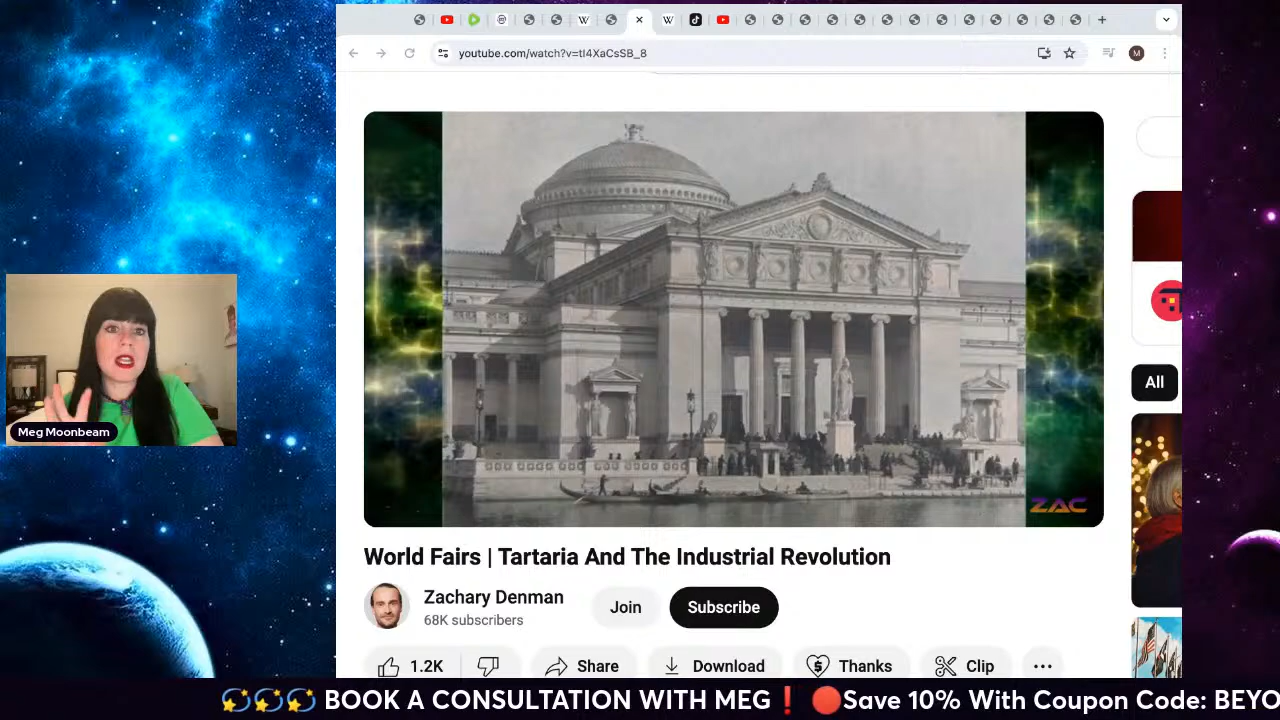 youtube.com/watch?v=tI4XaCsSB_8
M
ZAC
Meg Moonbeam
All
World Fairs | Tartaria And The Industrial Revolution
Zachary Denman
68K subscribers
Join
Subscribe
1.2K
Share
Download
Thanks
Clip
💫💫💫 BOOK A CONSULTATION WITH MEG❗ 🔴Save 10% With Coupon Code: BEYO